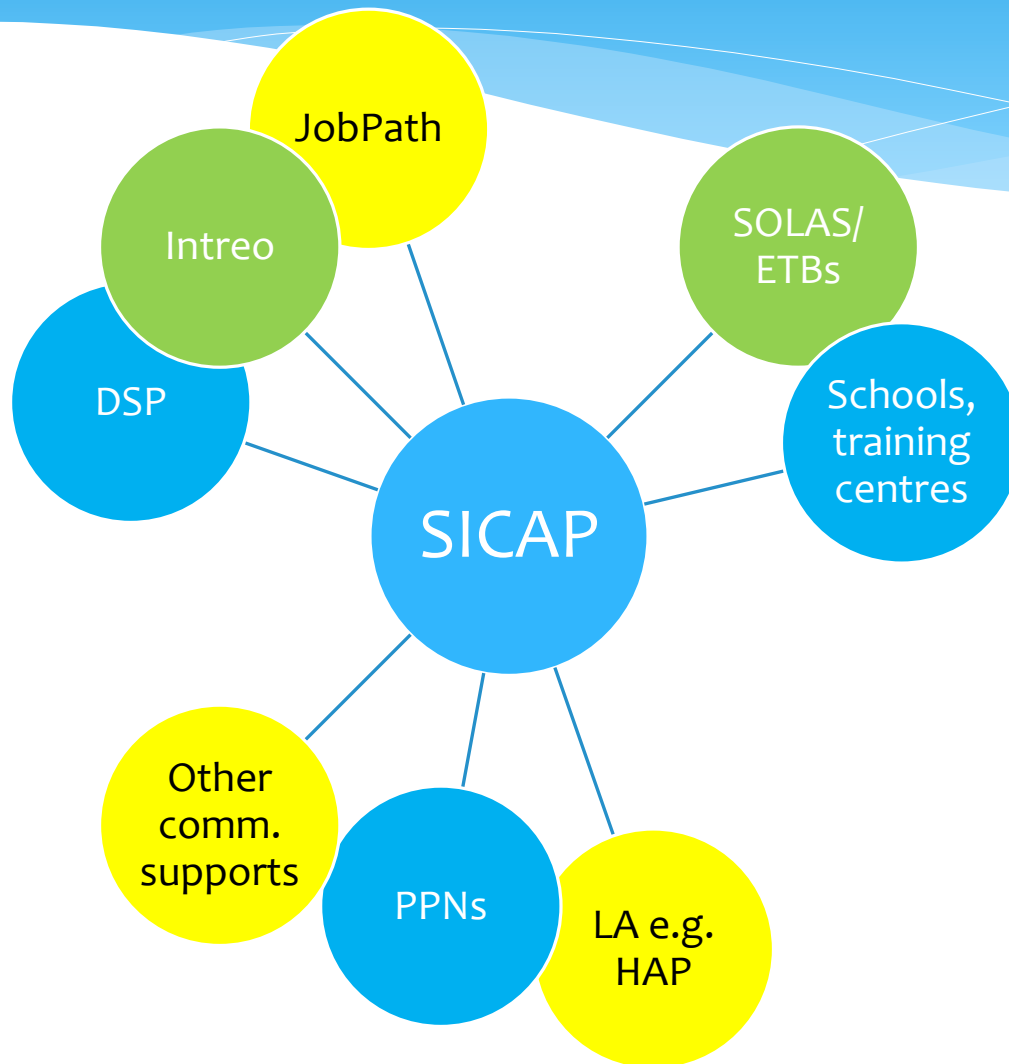 JobPath
Intreo
SOLAS/
ETBs
DSP
Schools,
training
centres
SICAP
Other
comm.
supports
PPNs
LA e.g.
HAP